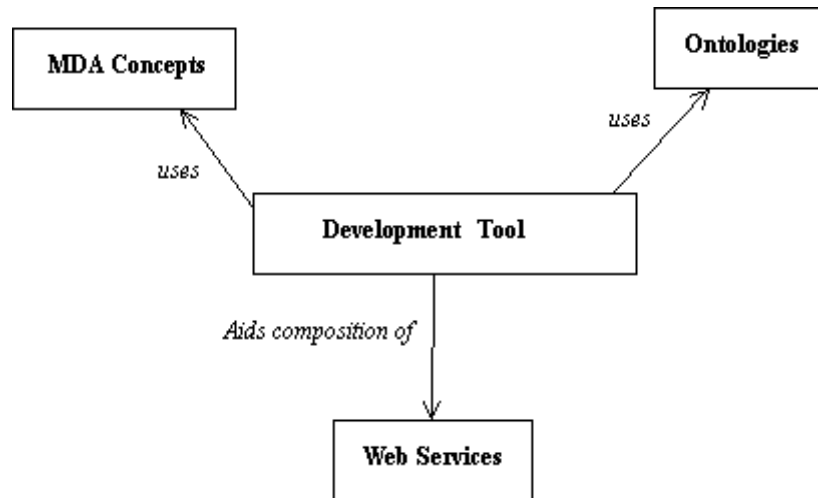 Ontologies
MDA Concepts
uses
uses
Development Tool
Aids composition of
Web Services